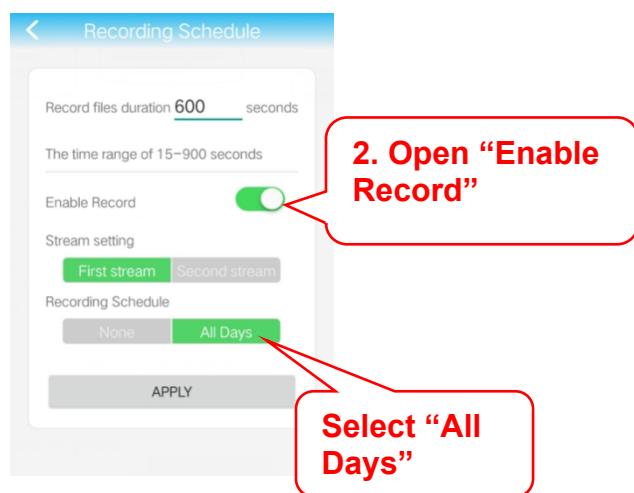 Recording Schedule
Record files duration 600 seconds
The time range of 15-900 seconds
Enable Record
Stream setting
First stream Second stream
Recording Schedule
None All Days
APPLY
2. Open “Enable
Record”
Select “All
Days”